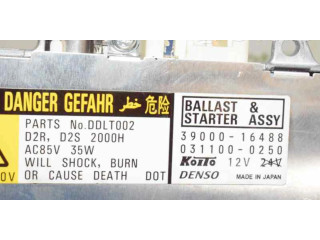 DANGER GEFAHR خطر 危险
PARTS No.DDLT002
D2R, D2S 2000H
AC85V 35W
WILL SHOCK, BURN
OR CAUSE DEATH DOT
0V
BALLAST &
STARTER ASSY
39000-16488
031100-0250
KOITO 12V 24V
DENSO MADE IN JAPAN